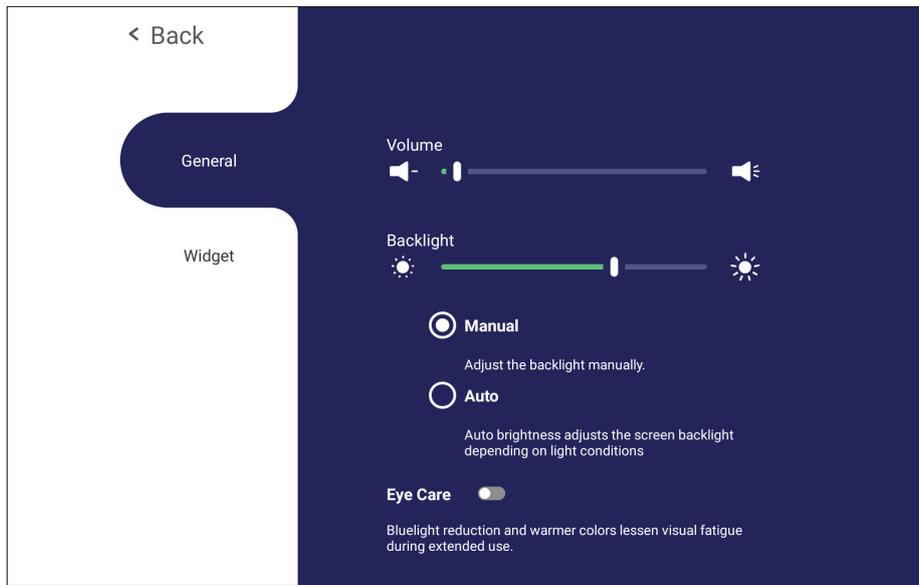 Back
General
Widget
Volume
Backlight
Manual
Adjust the backlight manually.
Auto
Auto brightness adjusts the screen backlight
depending on light conditions
Eye Care
Bluelight reduction and warmer colors lessen visual fatigue
during extended use.